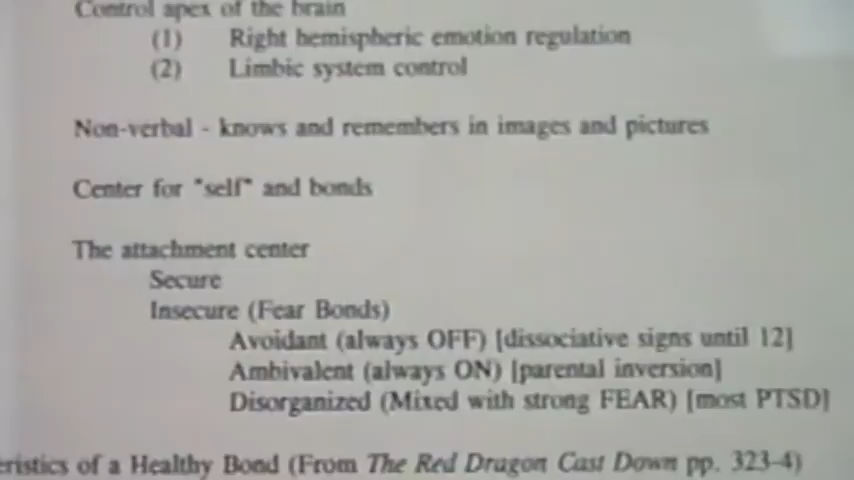 Control apex of the brain
(1) Right hemispheric emotion regulation
(2) Limbic system control
Non-verbal - knows and remembers in images and pictures
Center for "self" and bonds
The attachment center
Secure
Insecure (Fear Bonds)
Avoidant (always OFF) [dissociative signs until 12]
Ambivalent (always ON) [parental inversion]
Disorganized (Mixed with strong FEAR) [most PTSD]
of a Healthy Bond (From The Red Dragon Cast Down pp. 323-4)